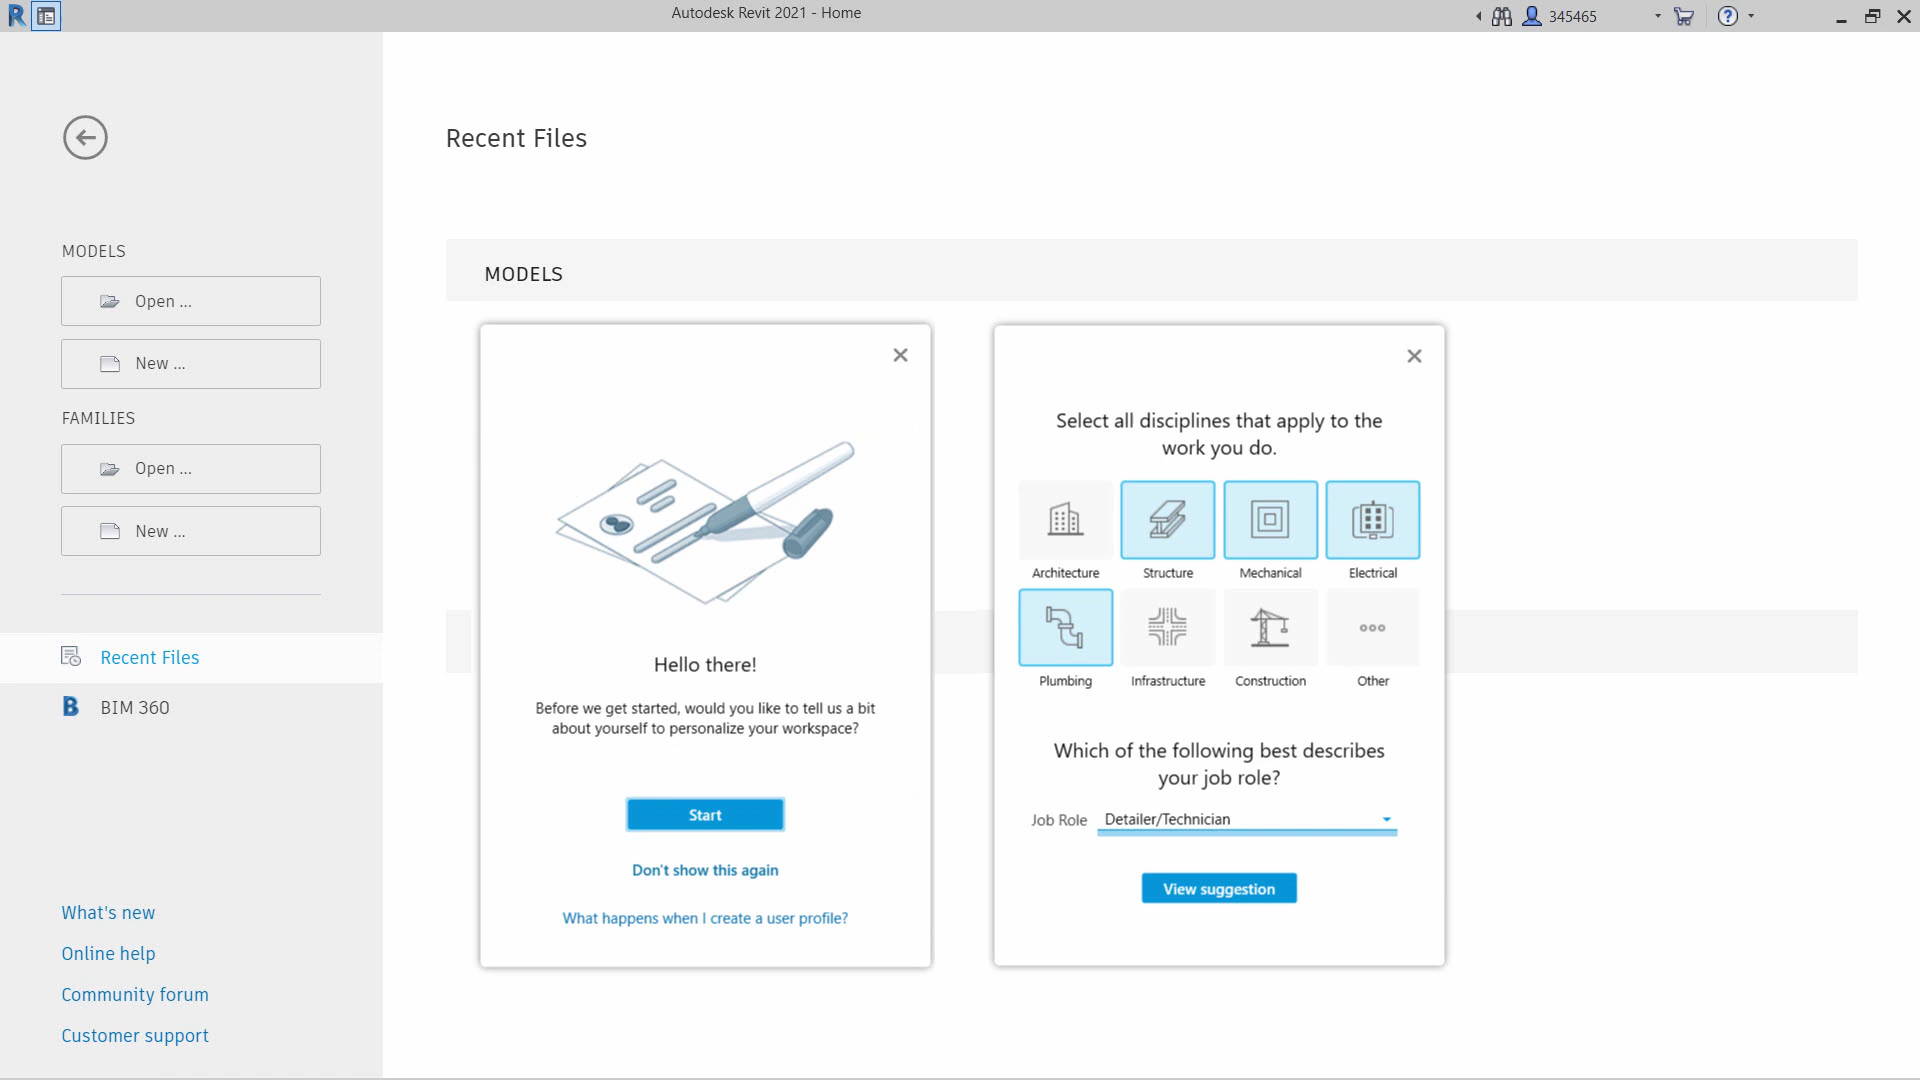 Autodesk Revit 2021 - Home
345465
Recent Files
MODELS
Open ...
New ...
FAMILIES
Open ...
New ...
Recent Files
BIM 360
What's new
Online help
Community forum
Customer support
MODELS
Hello there!
Before we get started, would you like to tell us a bit
about yourself to personalize your workspace?
Start
Don't show this again
What happens when I create a user profile?
Select all disciplines that apply to the
work you do.
Architecture Structure Mechanical Electrical
Plumbing Infrastructure Construction Other
Which of the following best describes
your job role?
Job Role Detailer/Technician
View suggestion